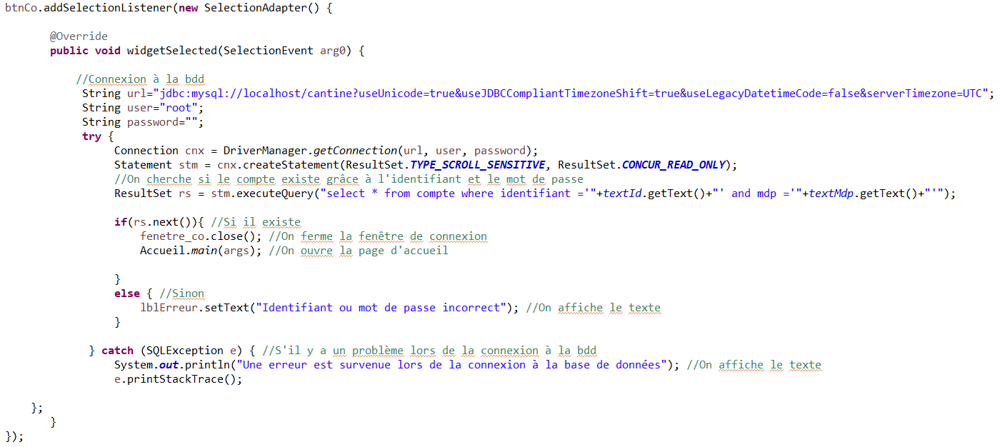 btnCo.addSelectionListener(new SelectionAdapter() {
@Override
public void widgetSelected(SelectionEvent arg0) {
//Connexion à la bdd
String url="jdbc:mysql://localhost/cantine?useUnicode=true&useJDBCCompliantTimezoneShift=true&useLegacyDatetimeCode=false&serverTimezone=UTC";
String user="root";
String password="";
try {
Connection cnx = DriverManager.getConnection(url, user, password);
Statement stm = cnx.createStatement(ResultSet.TYPE_SCROLL_SENSITIVE, ResultSet.CONCUR_READ_ONLY);
//On cherche si le compte existe grâce à l'identifiant et le mot de passe
ResultSet rs = stm.executeQuery("select * from compte where identifiant ='"+textId.getText()+"' and mdp ='"+textMdp.getText()+"'");
if(rs.next()){ //Si il existe
fenetre_co.close(); //On ferme la fenêtre de connexion
Accueil.main(args); //On ouvre la page d'accueil
}
else { //Sinon
lblErreur.setText("Identifiant ou mot de passe incorrect"); //On affiche le texte
}
} catch (SQLException e) { //S'il y a un problème lors de la connexion à la bdd
System.out.println("Une erreur est survenue lors de la connexion à la base de données"); //On affiche le texte
e.printStackTrace();
};
}
});